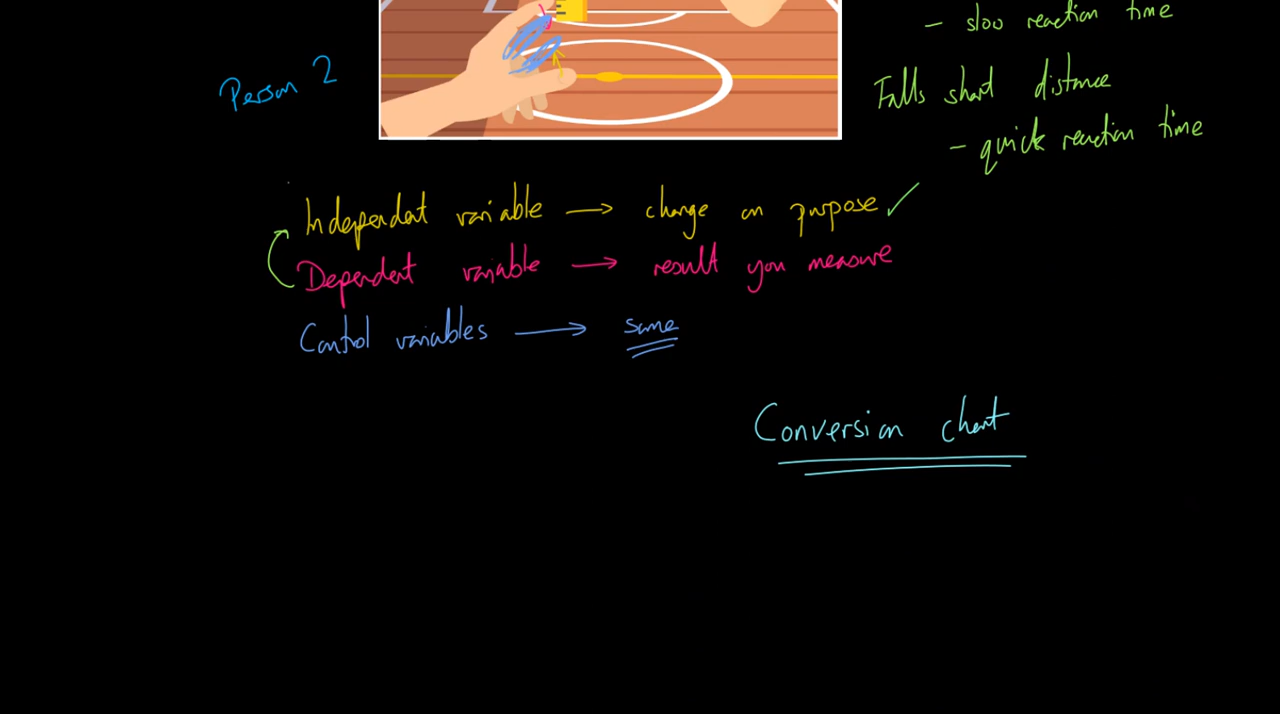 - sloo reaction time
Person 2
Falls short distance
- quick reaction time
Independent variable → change on purpose ✓
Dependent variable → result you measure
Control variables → same
Conversion chart